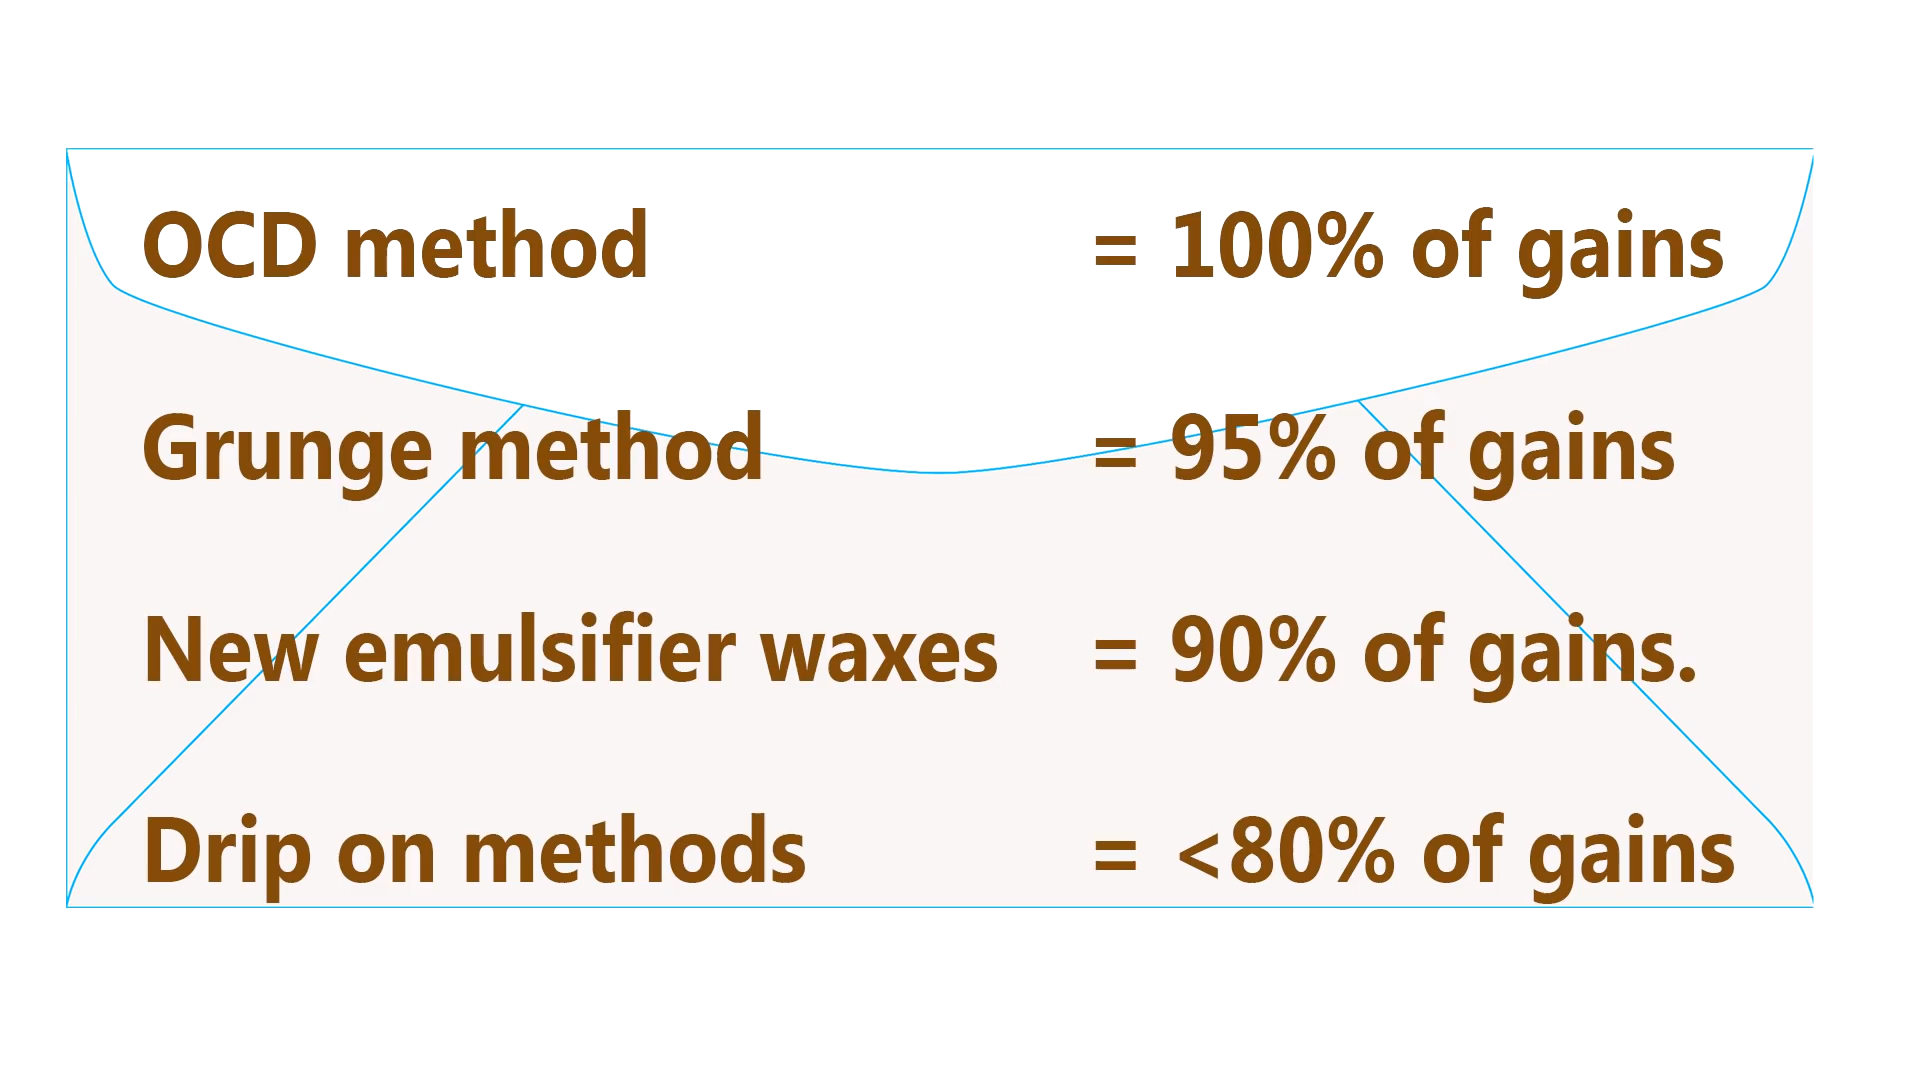 OCD method = 100% of gains
Grunge method = 95% of gains
New emulsifier waxes = 90% of gains.
Drip on methods = <80% of gains